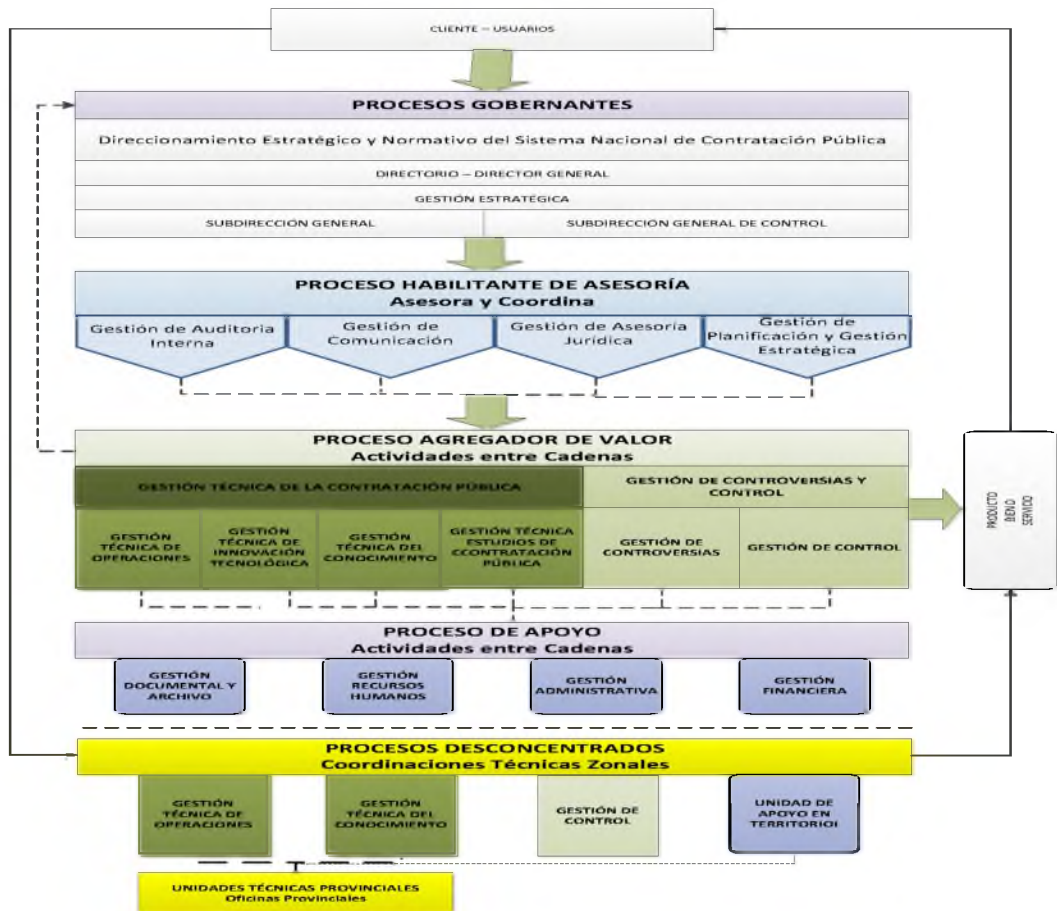 CLIENTE – USUARIOS
PROCESOS GOBERNANTES
Direccionamiento Estratégico y Normativo del Sistema Nacional de Contratación Pública
DIRECTORIO – DIRECTOR GENERAL
GESTIÓN ESTRATÉGICA
SUBDIRECCIÓN GENERAL
SUBDIRECCIÓN GENERAL DE CONTROL
PROCESO HABILITANTE DE ASESORÍA
Asesora y Coordina
Gestión de Auditoria
Interna
Gestión de
Comunicación
Gestión de Asesoría
Jurídica
Gestión de
Planificación y Gestión
Estratégica
PROCESO AGREGADOR DE VALOR
Actividades entre Cadenas
GESTIÓN TÉCNICA DE LA CONTRATACIÓN PÚBLICA
GESTIÓN DE CONTROVERSIAS Y
CONTROL
GESTIÓN
TÉCNICA DE
OPERACIONES
GESTIÓN
TÉCNICA DE
INNOVACIÓN
TECNOLÓGICA
GESTIÓN
TÉCNICA DEL
CONOCIMIENTO
GESTIÓN TÉCNICA
ESTUDIOS DE
CCONTRATACIÓN
PÚBLICA
GESTIÓN DE
CONTROVERSIAS
GESTIÓN DE CONTROL
PRODUCTO
BIEN O
SERVICIO
PROCESO DE APOYO
Actividades entre Cadenas
GESTIÓN
DOCUMENTAL Y
ARCHIVO
GESTIÓN
RECURSOS
HUMANOS
GESTIÓN
ADMINISTRATIVA
GESTIÓN
FINANCIERA
PROCESOS DESCONCENTRADOS
Coordinaciones Técnicas Zonales
GESTIÓN
TÉCNICA DE
OPERACIONES
GESTIÓN
TÉCNICA DEL
CONOCIMIENTO
GESTIÓN DE
CONTROL
UNIDAD DE
APOYO EN
TERRITORIOI
UNIDADES TÉCNICAS PROVINCIALES
Oficinas Provinciales